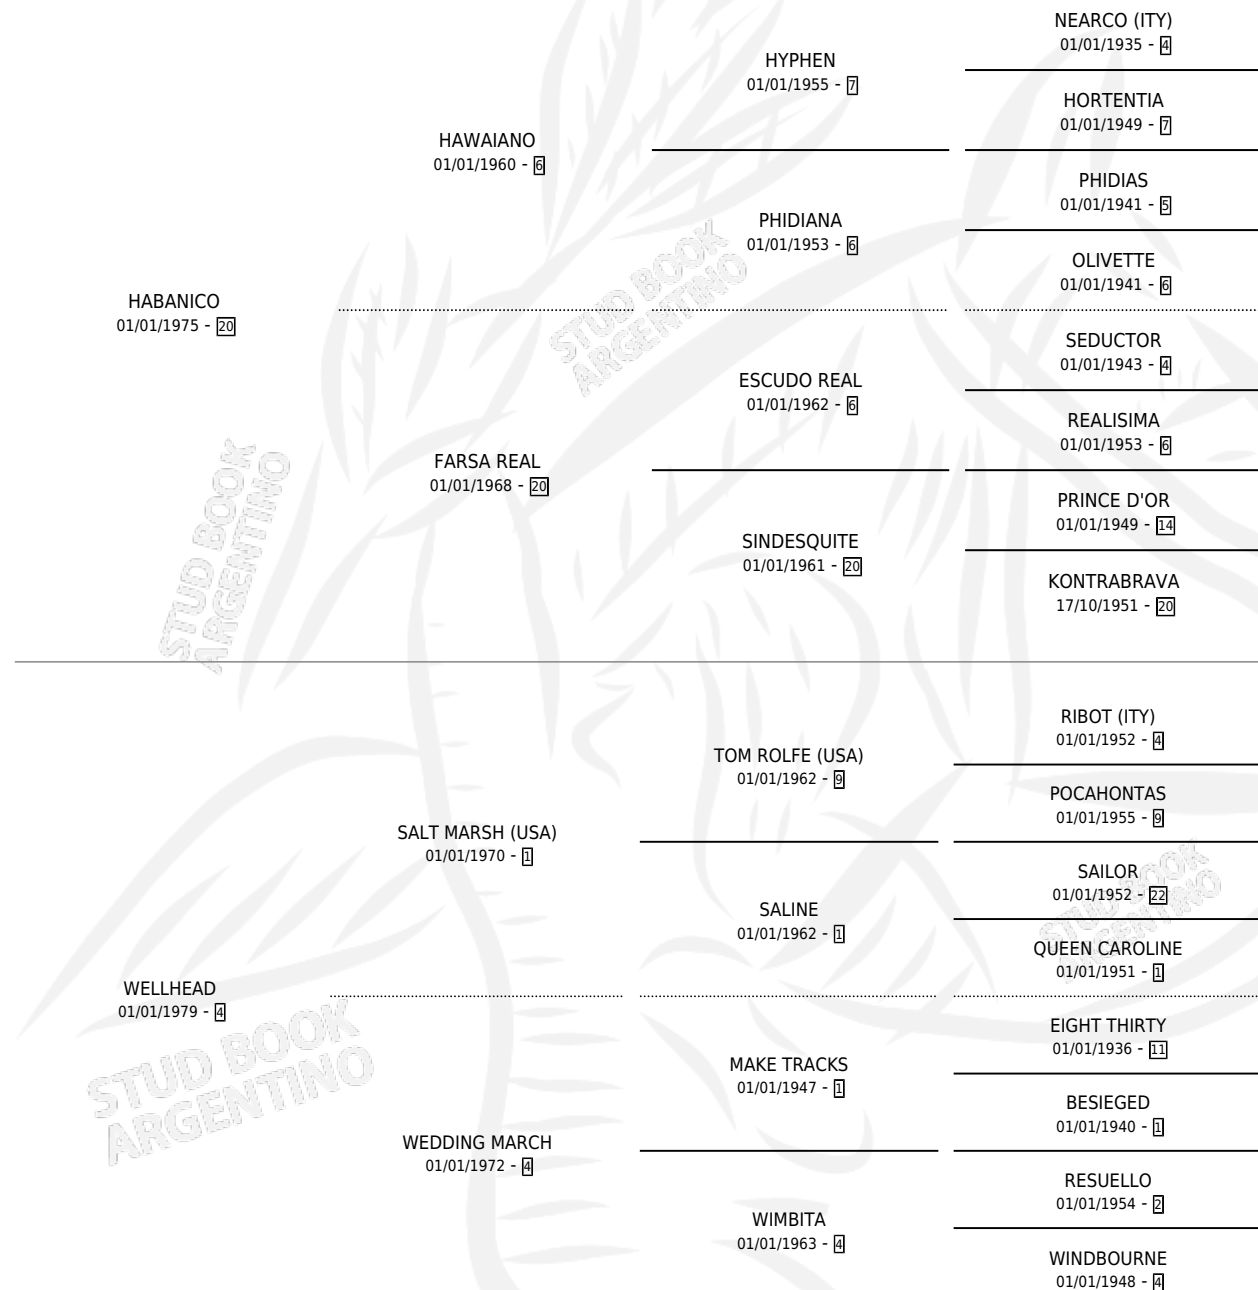 NEARCO (ITY)
01/01/1935 - 4
HYPHEN
01/01/1955 - 7
HORTENTIA
01/01/1949 - 7
HAWAIANO
01/01/1960 - 6
PHIDIAS
01/01/1941 - 5
PHIDIANA
01/01/1953 - 6
OLIVETTE
01/01/1941 - 6
HABANICO
01/01/1975 - 20
SEDUCTOR
01/01/1943 - 4
ESCUDO REAL
01/01/1962 - 6
REALISIMA
01/01/1953 - 6
FARSA REAL
01/01/1968 - 20
PRINCE D'OR
01/01/1949 - 14
SINDESQUITE
01/01/1961 - 20
KONTRABRAVA
17/10/1951 - 20
RIBOT (ITY)
01/01/1952 - 4
TOM ROLFE (USA)
01/01/1962 - 9
POCAHONTAS
01/01/1955 - 9
SALT MARSH (USA)
01/01/1970 - 1
SAILOR
01/01/1952 - 22
SALINE
01/01/1962 - 1
QUEEN CAROLINE
01/01/1951 - 1
WELLHEAD
01/01/1979 - 4
EIGHT THIRTY
01/01/1936 - 11
MAKE TRACKS
01/01/1947 - 1
BESIEGED
01/01/1940 - 1
WEDDING MARCH
01/01/1972 - 4
RESUELLO
01/01/1954 - 2
WIMBITA
01/01/1963 - 4
WINDBOURNE
01/01/1948 - 4
STUD BOOK
ARGENTINO
STUD BOOK
ARGENTINO
STUD BOOK
ARGENTINO
STUD BOOK
ARGENTINO